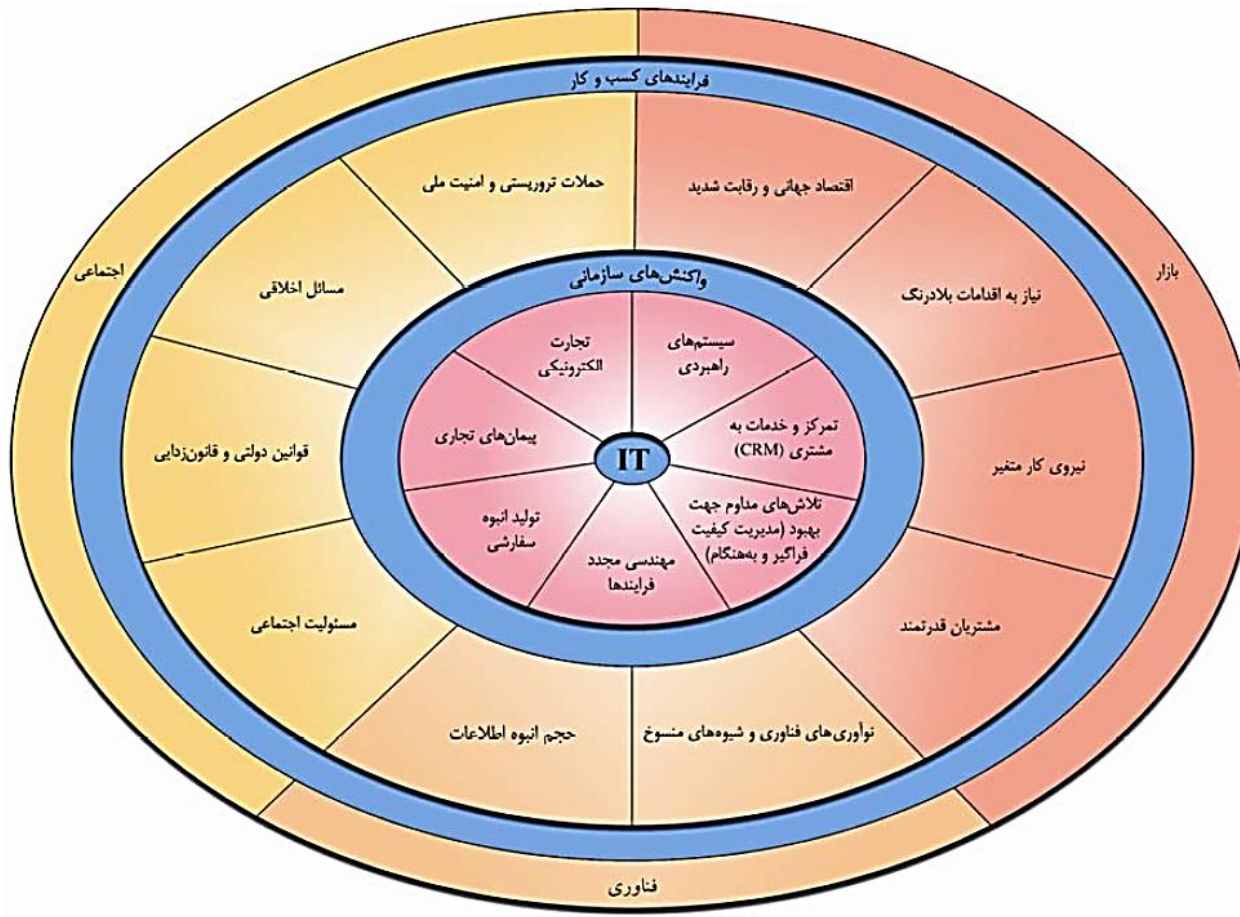 فرایندهای کسب و کار
حملات تروریستی و امنیت ملی
اقتصاد جهانی و رقابت شدید
اجتماعی
بازار
مسائل اخلاقی
نیاز به اقدامات بلادرنگ
واکنش‌های سازمانی
تجارت
الکترونیکی
سیستم‌های
راهبردی
پیمان‌های تجاری
تمرکز و خدمات به
مشتری (CRM)
IT
قوانین دولتی و قانون‌زدایی
نیروی کار متغیر
تولید انبوه
سفارشی
مهندسی مجدد
فرایندها
تلاش‌های مداوم جهت
بهبود (مدیریت کیفیت
فراگیر و به‌هنگام)
مسئولیت اجتماعی
مشتریان قدرتمند
حجم انبوه اطلاعات
نوآوری‌های فناوری و شیوه‌های منسوخ
فناوری